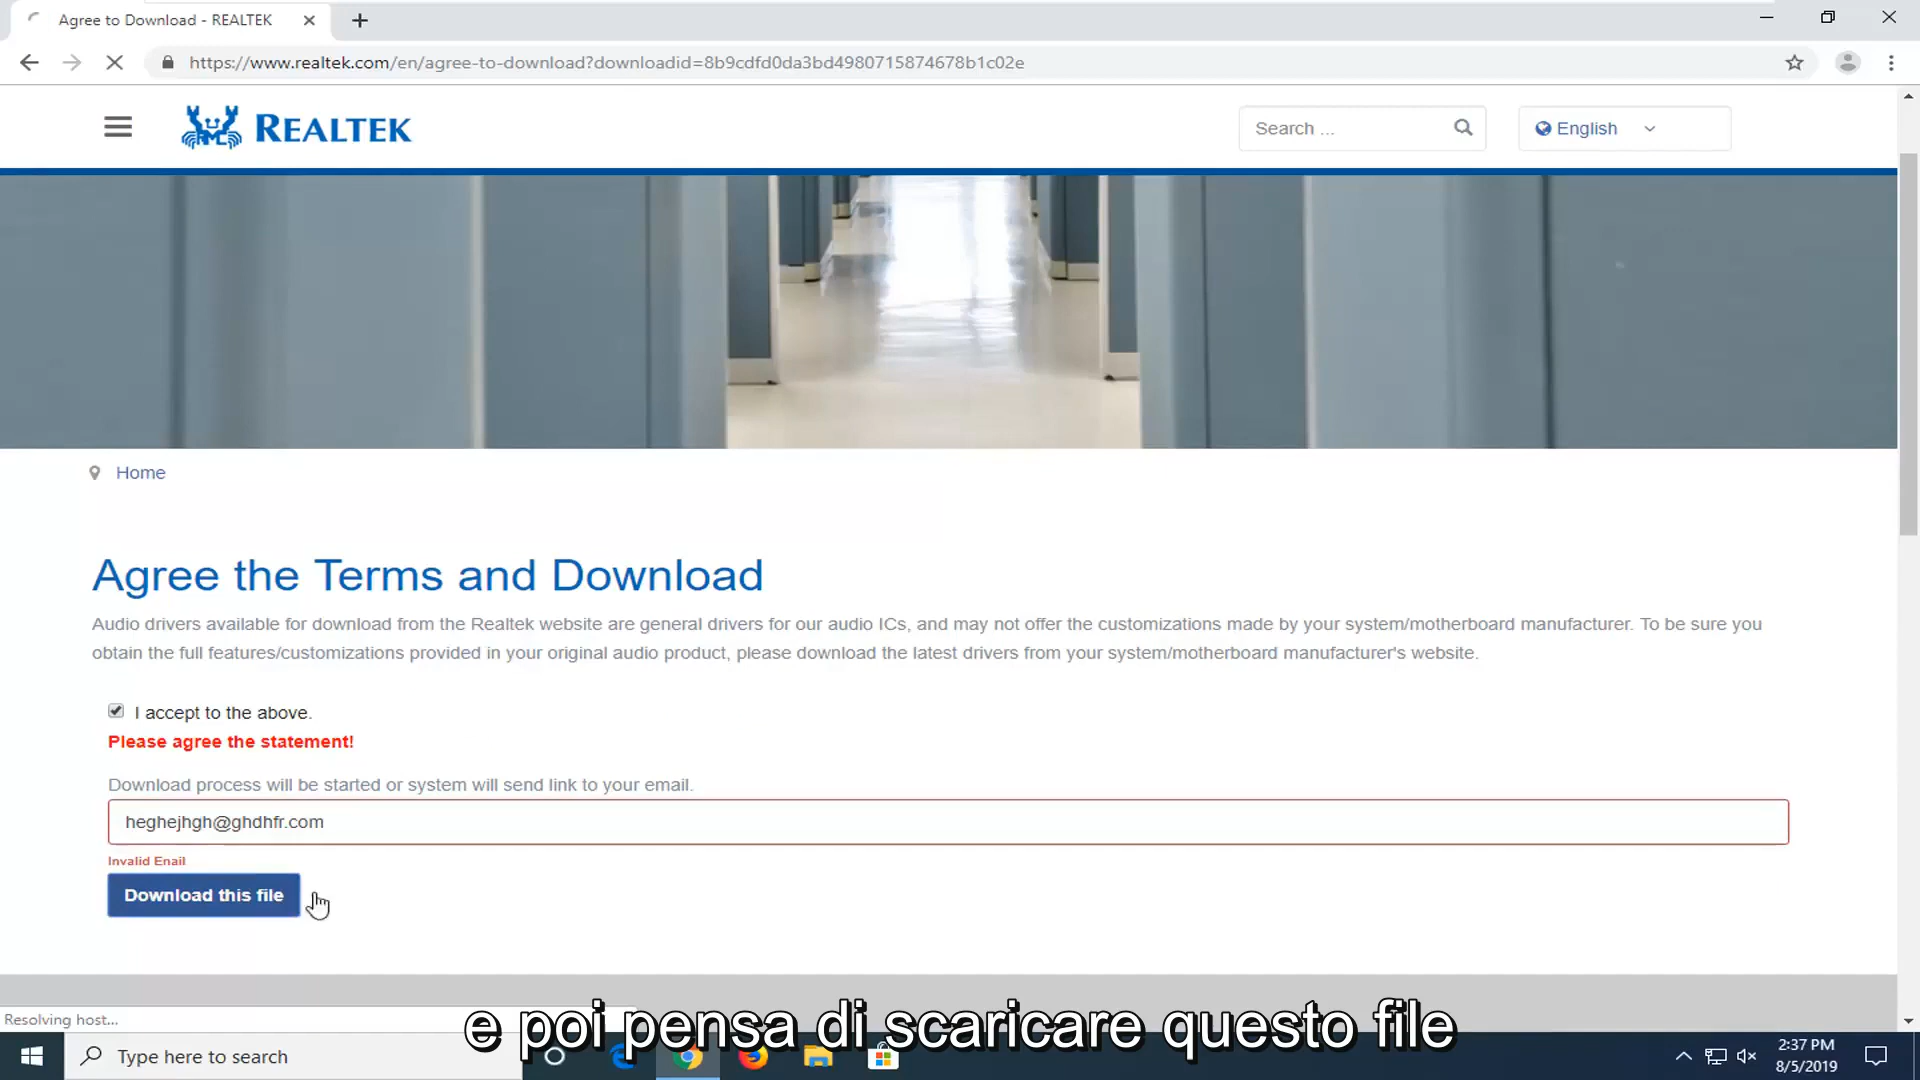 Agree to Download - REALTEK
https://www.realtek.com/en/agree-to-download?downloadid=8b9cdfd0da3bd4980715874678b1c02e
RMC REALTEK
Search ...
English
Home
Agree the Terms and Download
Audio drivers available for download from the Realtek website are general drivers for our audio ICs, and may not offer the customizations made by your system/motherboard manufacturer. To be sure you
obtain the full features/customizations provided in your original audio product, please download the latest drivers from your system/motherboard manufacturer's website.
I accept to the above.
Please agree the statement!
Download process will be started or system will send link to your email.
heghejhgh@ghdhfr.com
Invalid Enail
Download this file
Resolving host...
e poi pensa di scaricare questo file
Type here to search
2:37 PM
8/5/2019